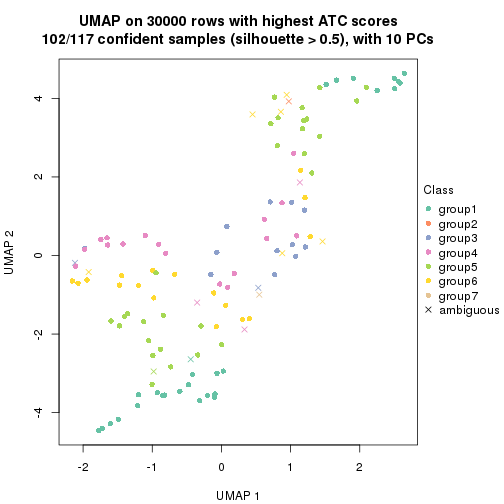 UMAP on 30000 rows with highest ATC scores
102/117 confident samples (silhouette > 0.5), with 10 PCs
4
2
0
-2
-4
UMAP 2
-2
-1
0
1
2
UMAP 1
Class
group1
group2
group3
group4
group5
group6
group7
ambiguous